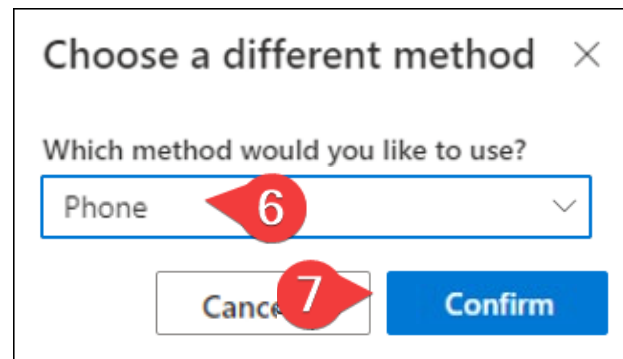 Choose a different method
Which method would you like to use?
Phone
6
7
Confirm